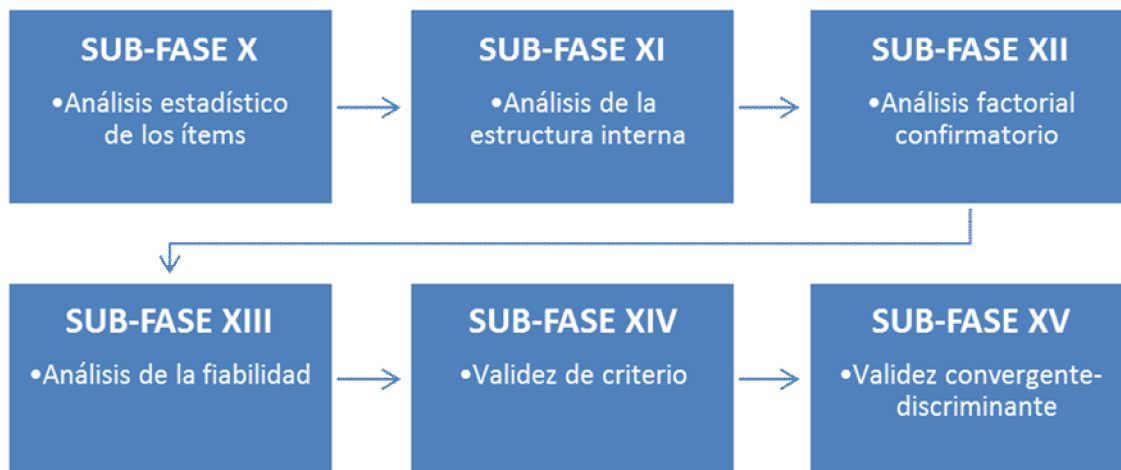 SUB-FASE X
•Análisis estadístico
de los ítems
SUB-FASE XI
•Análisis de la
estructura interna
SUB-FASE XII
•Análisis factorial
confirmatorio
SUB-FASE XIII
•Análisis de la fiabilidad
SUB-FASE XIV
•Validez de criterio
SUB-FASE XV
•Validez convergente-
discriminante